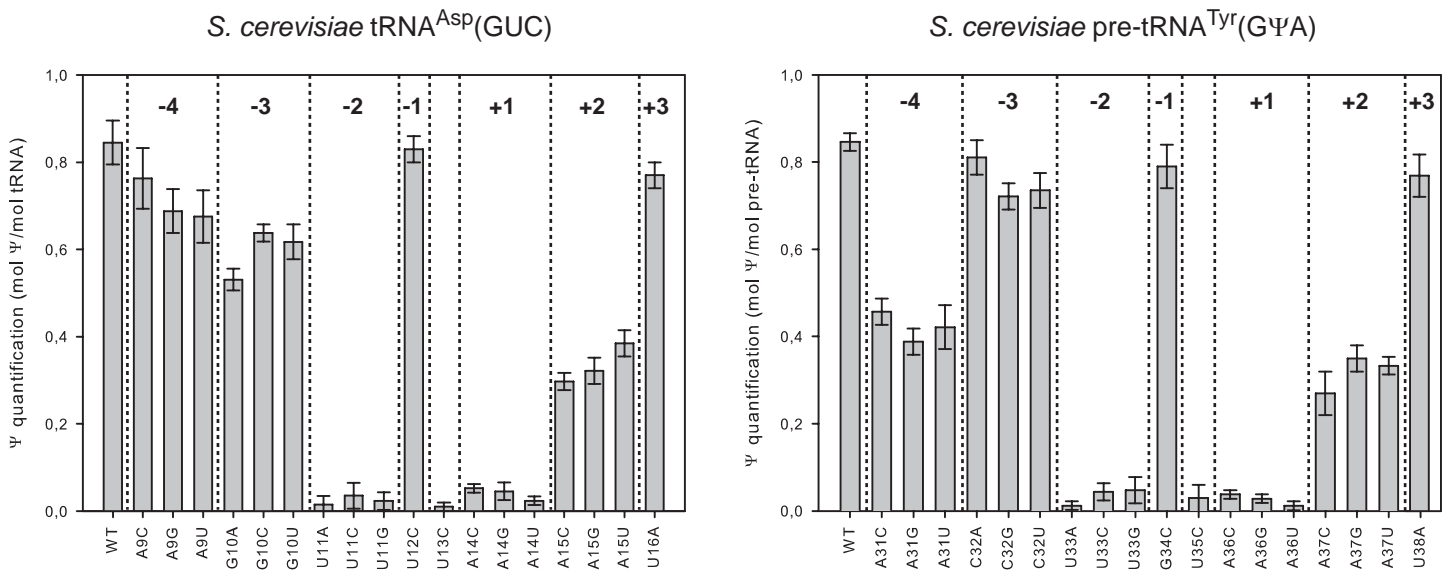 S. cerevisiae tRNAAsp(GUC)
Ψ quantification (mol Ψ/mol tRNA)
1,0
0,8
0,6
0,4
0,2
0,0
-4
-3
-2
-1
+1
+2
+3
WT
A9C
A9G
A9U
G10A
G10C
G10U
U11A
U11C
U11G
U12C
U13C
A14C
A14G
A14U
A15C
A15G
A15U
U16A
S. cerevisiae pre-tRNATyr(GΨA)
Ψ quantification (mol Ψ/mol pre-tRNA)
1,0
0,8
0,6
0,4
0,2
0,0
-4
-3
-2
-1
+1
+2
+3
WT
A31C
A31G
A31U
C32A
C32G
C32U
U33A
U33C
U33G
G34C
U35C
A36C
A36G
A36U
A37C
A37G
A37U
U38A